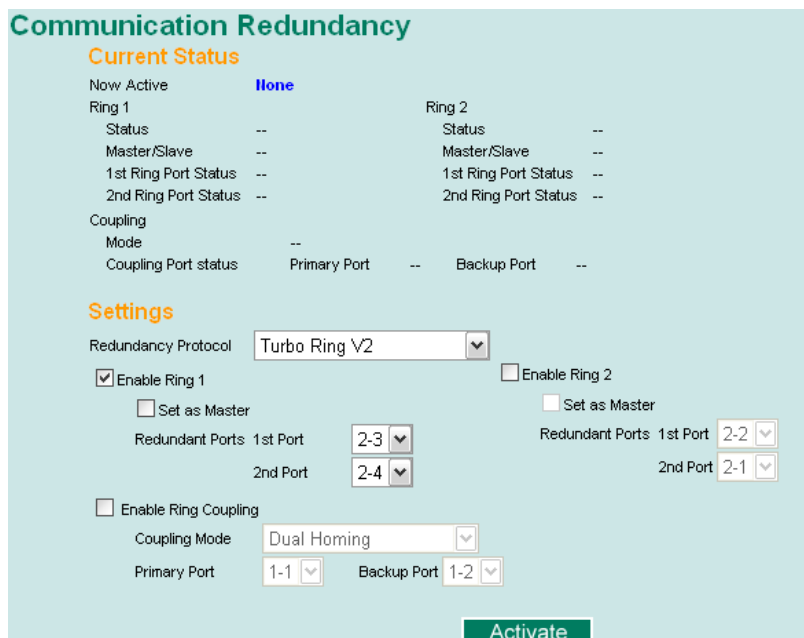 Communication Redundancy
Current Status
Now Active None
Ring 1 Ring 2
Status -- Status --
Master/Slave -- Master/Slave --
1st Ring Port Status -- 1st Ring Port Status --
2nd Ring Port Status -- 2nd Ring Port Status --
Coupling
Mode --
Coupling Port status Primary Port -- Backup Port --
Settings
Redundancy Protocol Turbo Ring V2
Enable Ring 1 Enable Ring 2
Set as Master Set as Master
Redundant Ports 1st Port 2-3 Redundant Ports 1st Port 2-2
2nd Port 2-4 2nd Port 2-1
Enable Ring Coupling
Coupling Mode Dual Homing
Primary Port 1-1 Backup Port 1-2
Activate